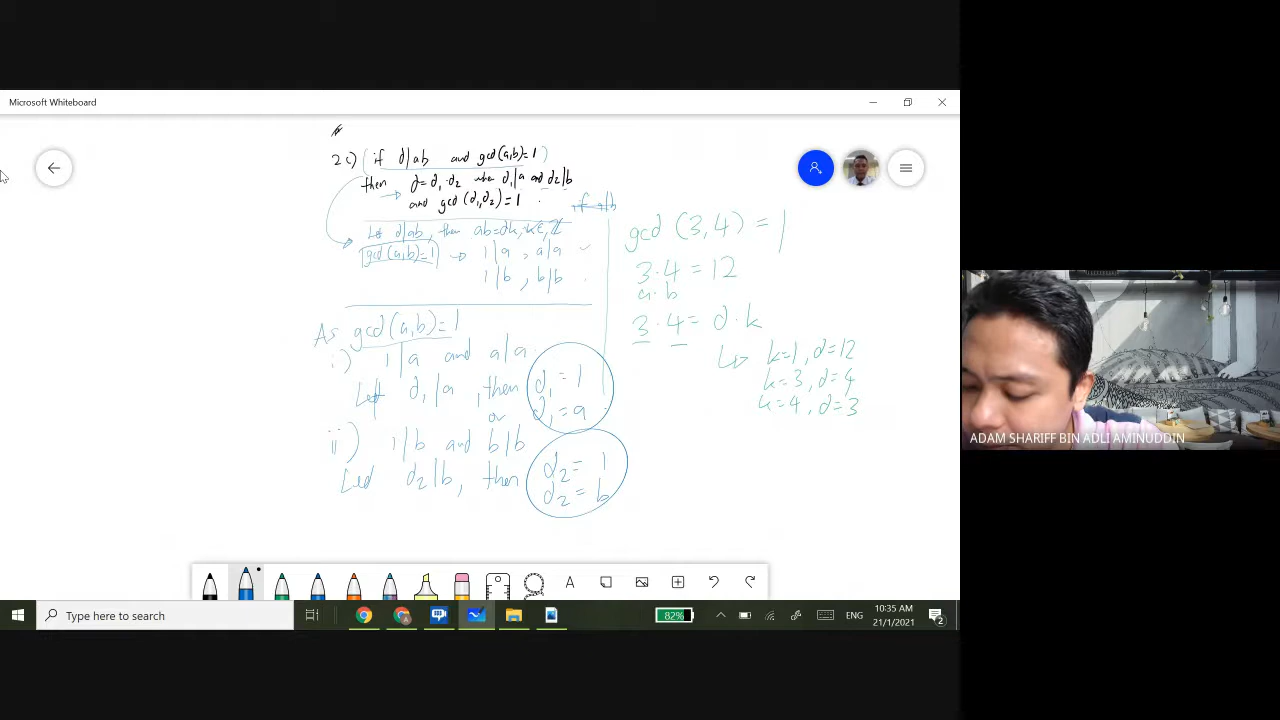 Microsoft Whiteboard
2c) if d|ab and gcd(a,b)=1
then d=d₁·d₂ when d₁|a and d₂|b
and gcd(d₁,d₂)=1.
Let d|ab, then ab=dk, k∈ℤ
gcd(a,b)=1 → 1|a, a|a
1|b, b|b
As gcd(a,b)=1
i) 1|a and a|a.
Let d₁|a, then d₁=1
or d₁=a
ii) 1|b and b|b
Led d₂|b, then d₂=1
d₂=b
gcd (3,4) = 1
3·4 = 12
a·b
3·4 = d·k
↳ k=1, d=12
k=3, d=4
k=4, d=3
ADAM SHARIFF BIN ADLI AMINUDDIN
A
Type here to search
82%
ENG
10:35 AM
21/1/2021
2